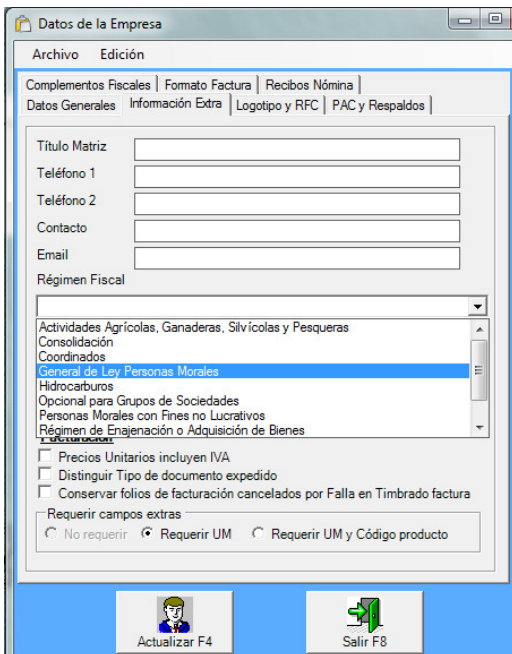 Datos de la Empresa
Archivo Edición
Complementos Fiscales Formato Factura Recibos Nómina
Datos Generales Información Extra Logotipo y RFC PAC y Respaldos
Título Matriz
Teléfono 1
Teléfono 2
Contacto
Email
Régimen Fiscal
Actividades Agrícolas, Ganaderas, Silvícolas y Pesqueras
Consolidación
Coordinados
General de Ley Personas Morales
Hidrocarburos
Opcional para Grupos de Sociedades
Personas Morales con Fines no Lucrativos
Régimen de Enajenación o Adquisición de Bienes
Facturación
Precios Unitarios incluyen IVA
Distinguir Tipo de documento expedido
Conservar folios de facturación cancelados por Falla en Timbrado factura
Requerir campos extras
No requerir Requerir UM Requerir UM y Código producto
Actualizar F4 Salir F8